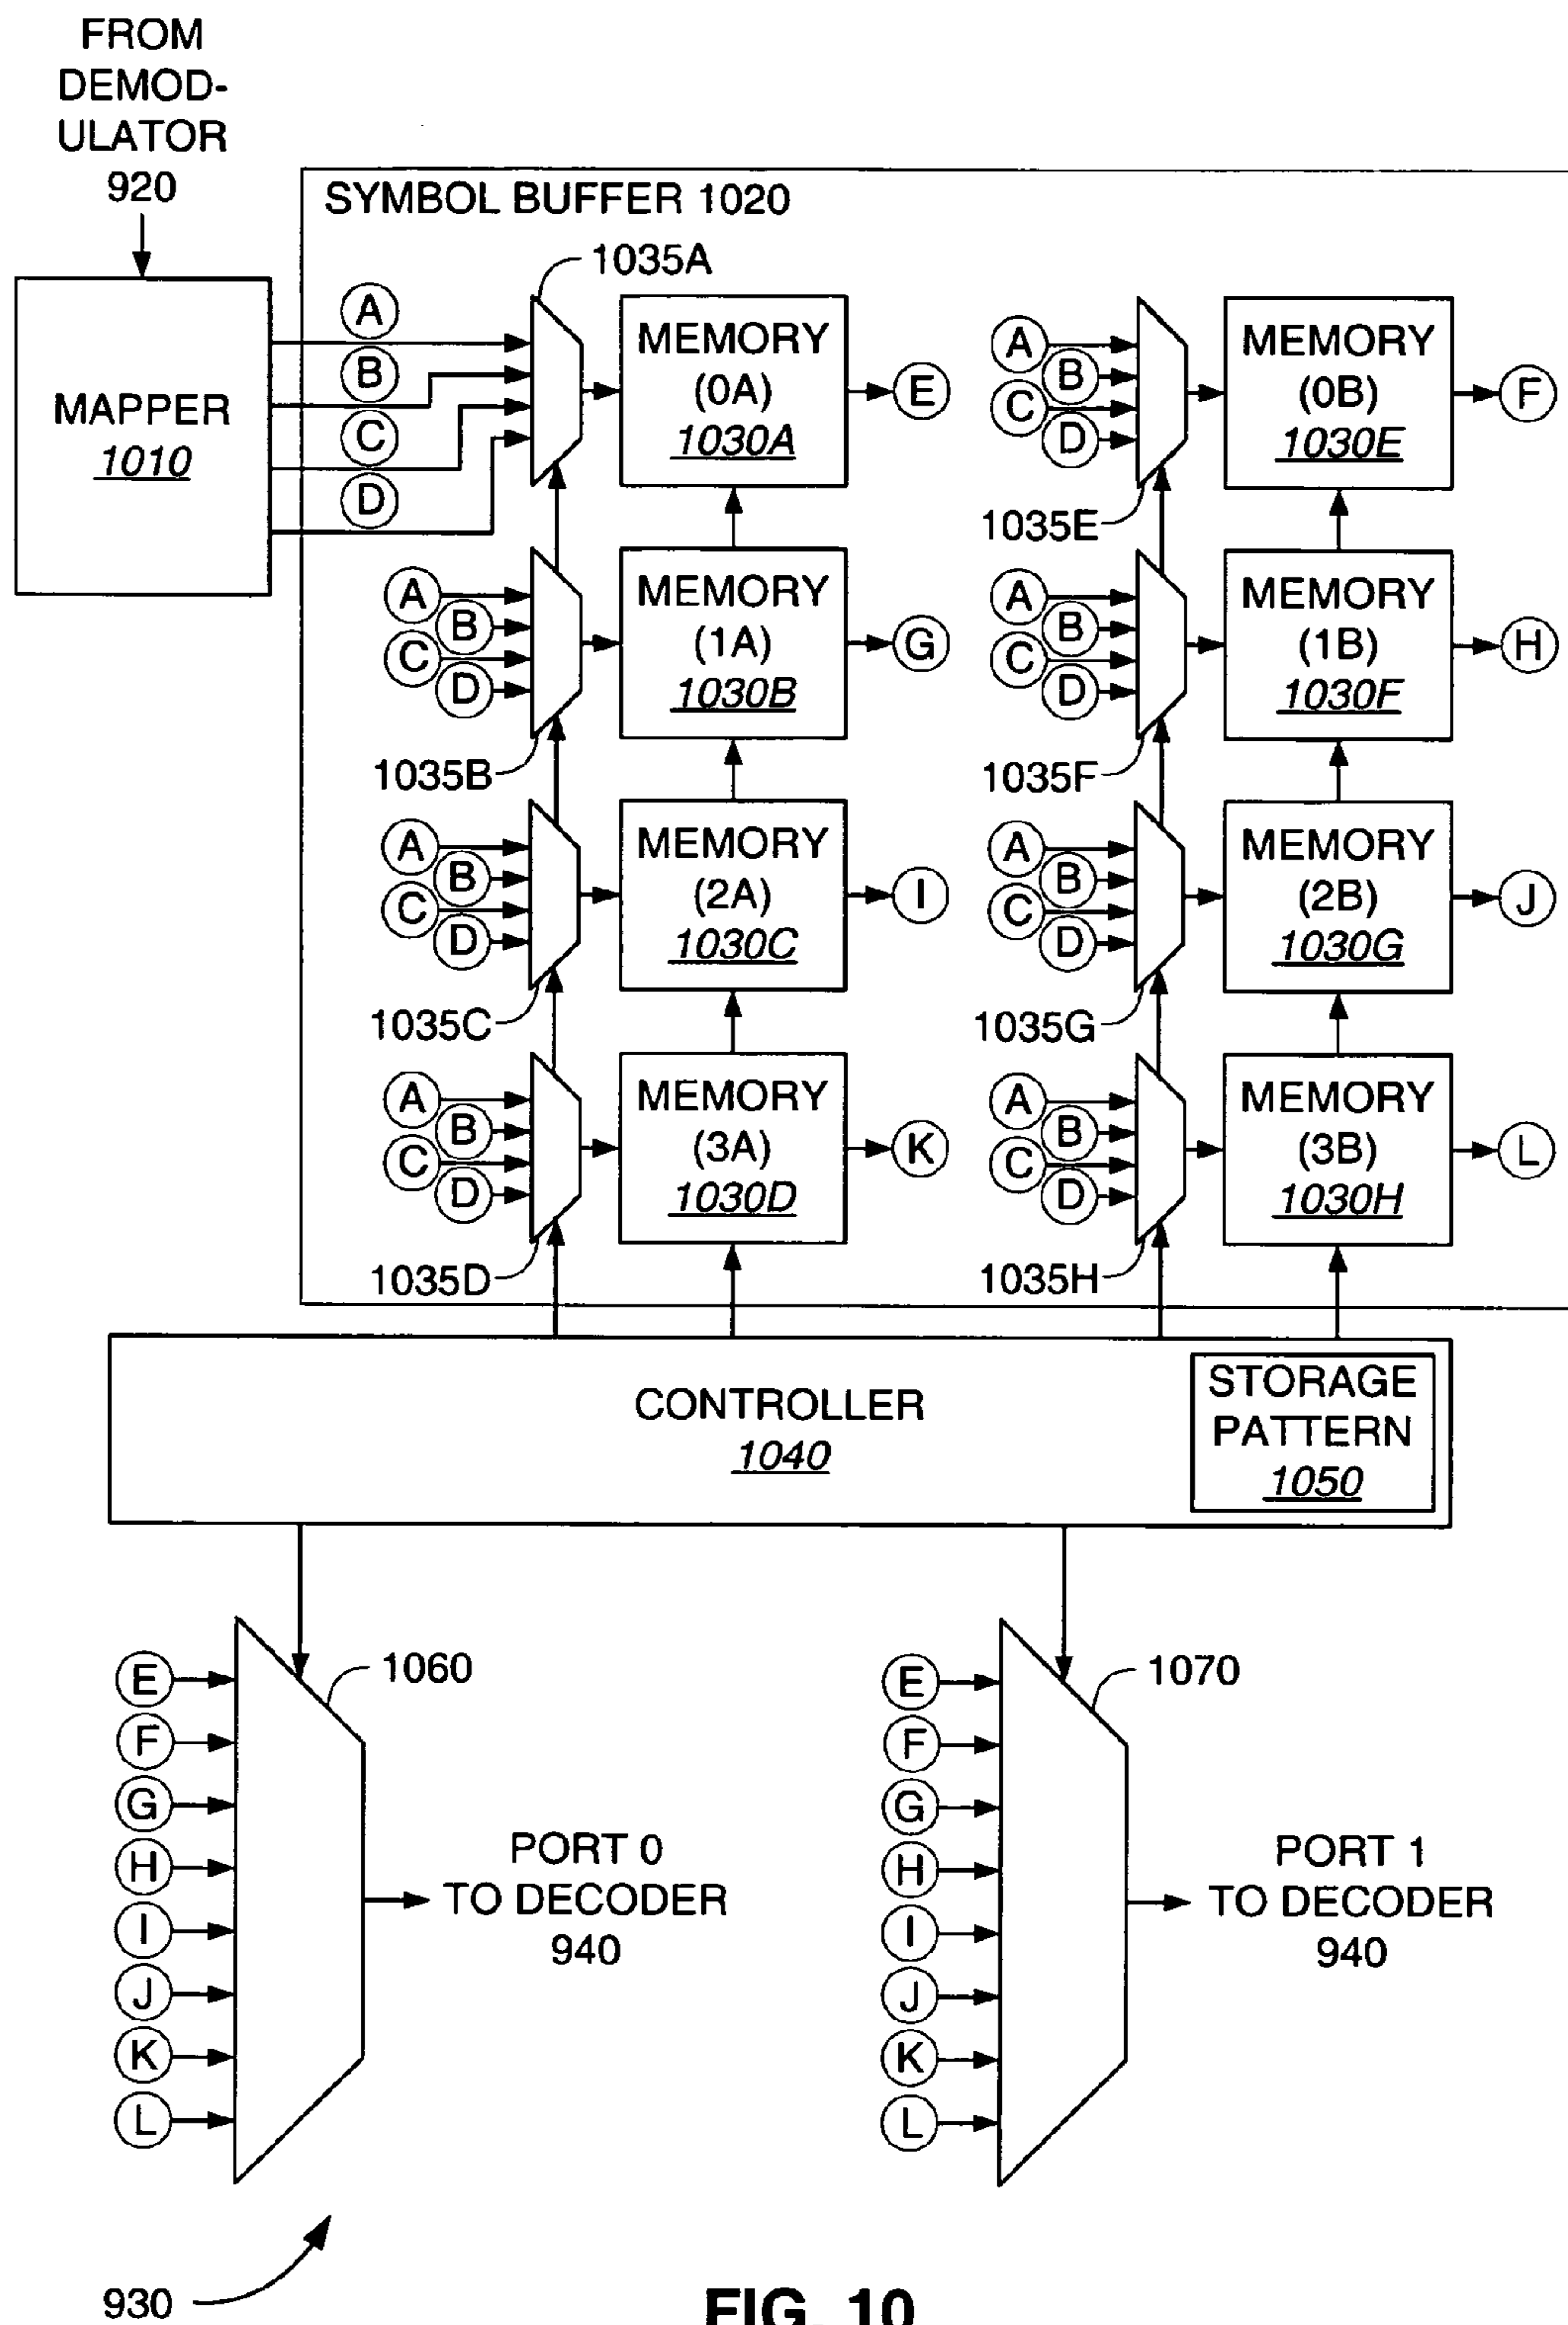 FROM
DEMOD-
ULATOR
920
SYMBOL BUFFER 1020
1035A
MAPPER
1010
A
B
C
D
MEMORY
(0A)
1030A
E
A
B
C
D
1035E
MEMORY
(0B)
1030E
F
A
B
C
D
1035B
MEMORY
(1A)
1030B
G
A
B
C
D
1035F
MEMORY
(1B)
1030F
H
A
B
C
D
1035C
MEMORY
(2A)
1030C
I
A
B
C
D
1035G
MEMORY
(2B)
1030G
J
A
B
C
D
1035D
MEMORY
(3A)
1030D
K
A
B
C
D
1035H
MEMORY
(3B)
1030H
L
CONTROLLER
1040
STORAGE
PATTERN
1050
E
F
G
H
I
J
K
L
1060
PORT 0
TO DECODER
940
E
F
G
H
I
J
K
L
1070
PORT 1
TO DECODER
940
930
FIG. 10